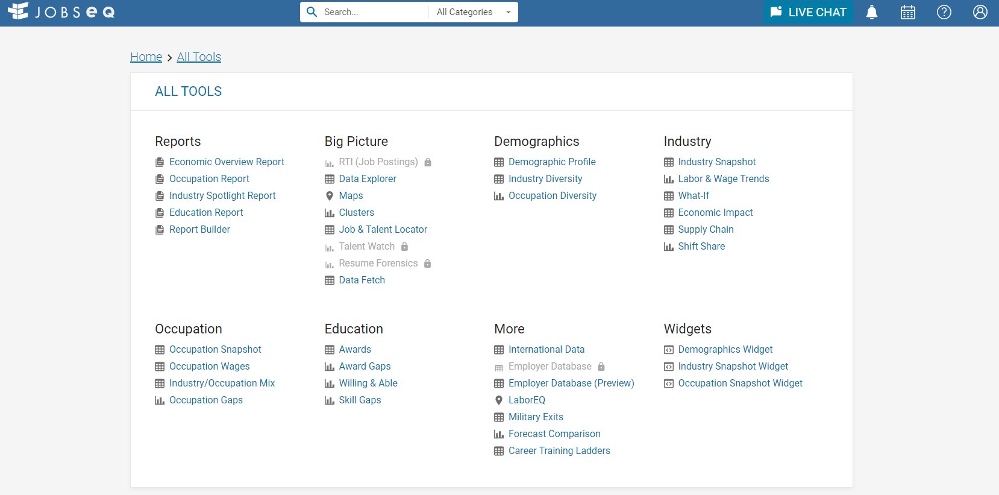 JOBS EQ
Search...
All Categories
LIVE CHAT
Home > All Tools
ALL TOOLS
Reports
Economic Overview Report
Occupation Report
Industry Spotlight Report
Education Report
Report Builder
Big Picture
RTI (Job Postings)
Data Explorer
Maps
Clusters
Job & Talent Locator
Talent Watch
Resume Forensics
Data Fetch
Demographics
Demographic Profile
Industry Diversity
Occupation Diversity
Industry
Industry Snapshot
Labor & Wage Trends
What-If
Economic Impact
Supply Chain
Shift Share
Occupation
Occupation Snapshot
Occupation Wages
Industry/Occupation Mix
Occupation Gaps
Education
Awards
Award Gaps
Willing & Able
Skill Gaps
More
International Data
Employer Database
Employer Database (Preview)
LaborEQ
Military Exits
Forecast Comparison
Career Training Ladders
Widgets
Demographics Widget
Industry Snapshot Widget
Occupation Snapshot Widget